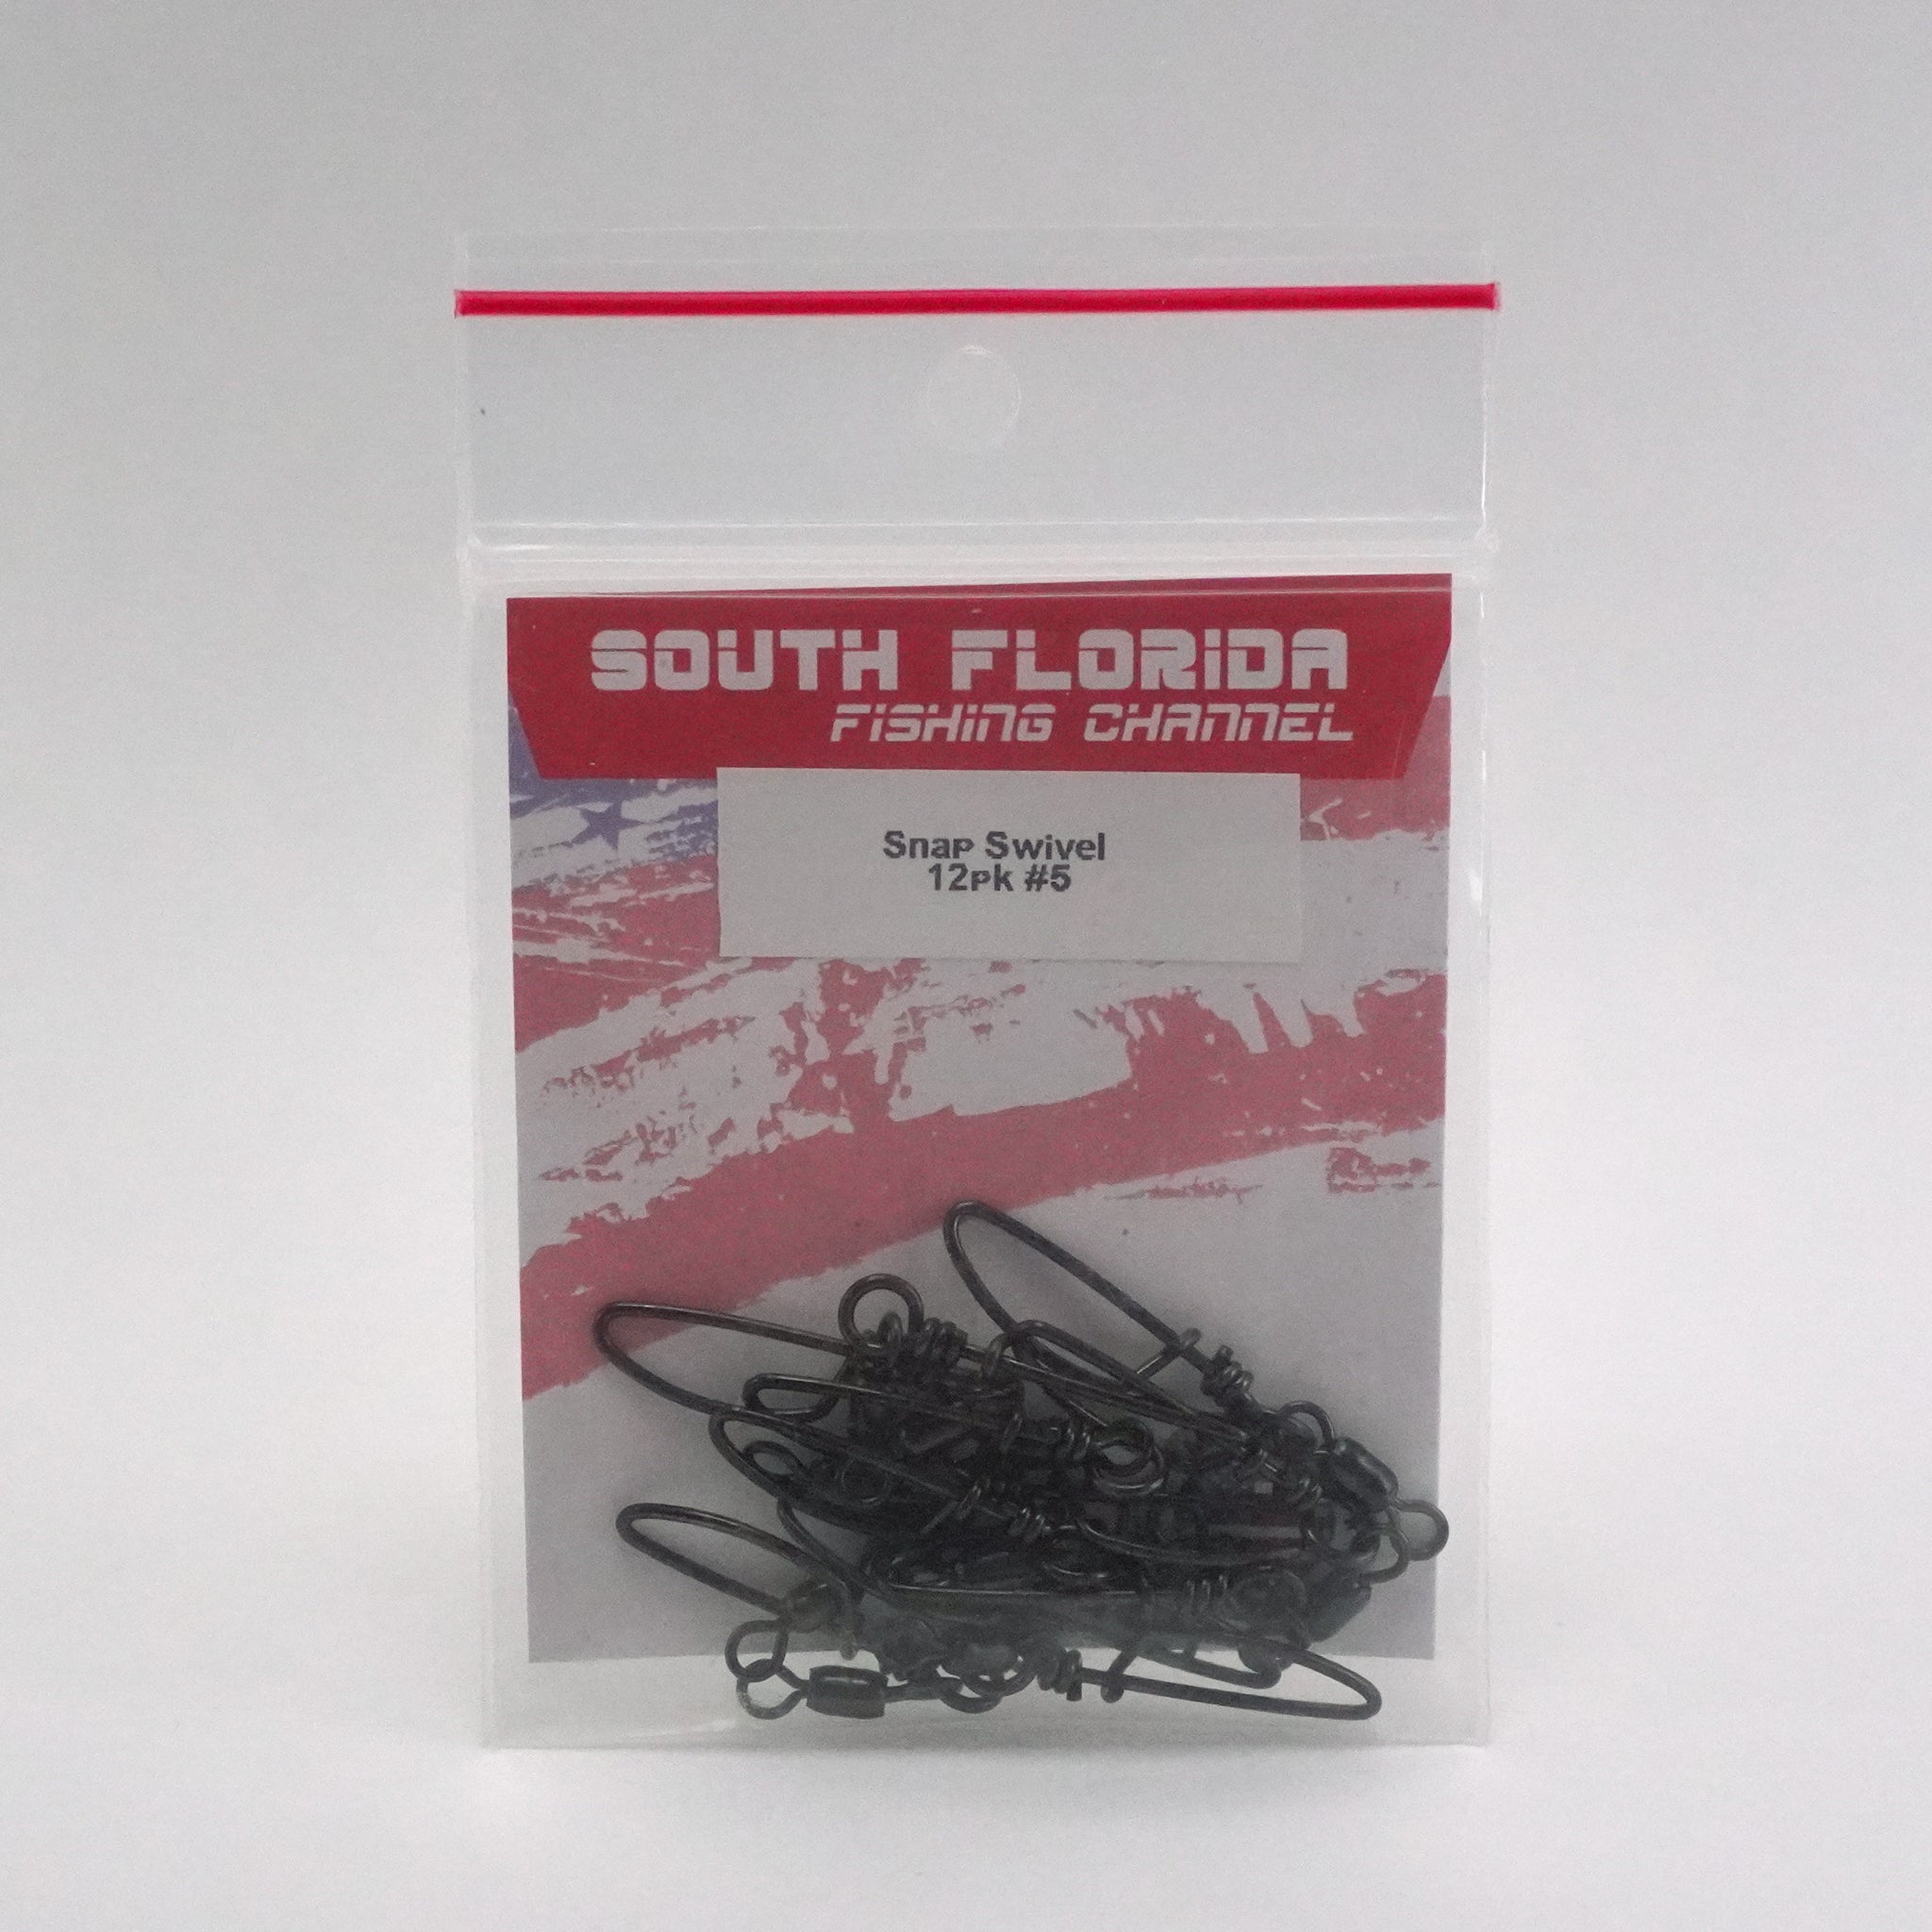 SOUTH FLORIDA
FISHING CHANNEL
Snap Swivel
12pk #5